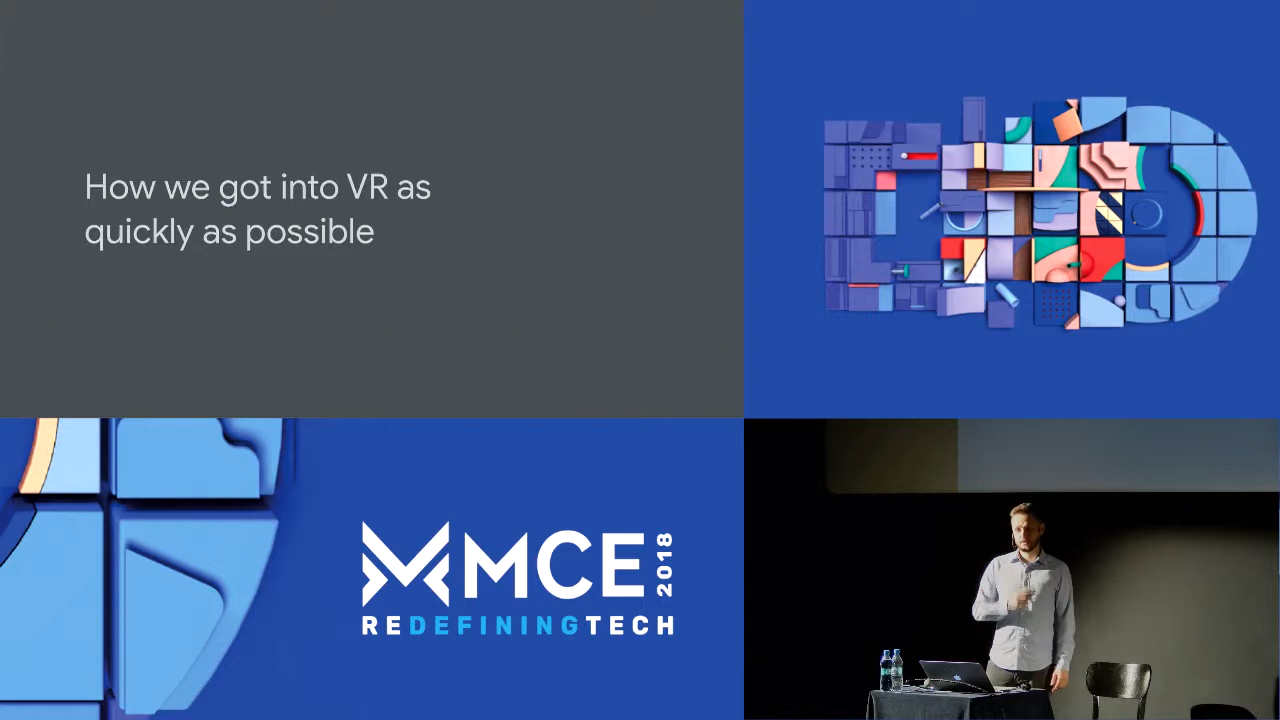 How we got into VR as
quickly as possible
MCE 2018
REDEFININGTECH